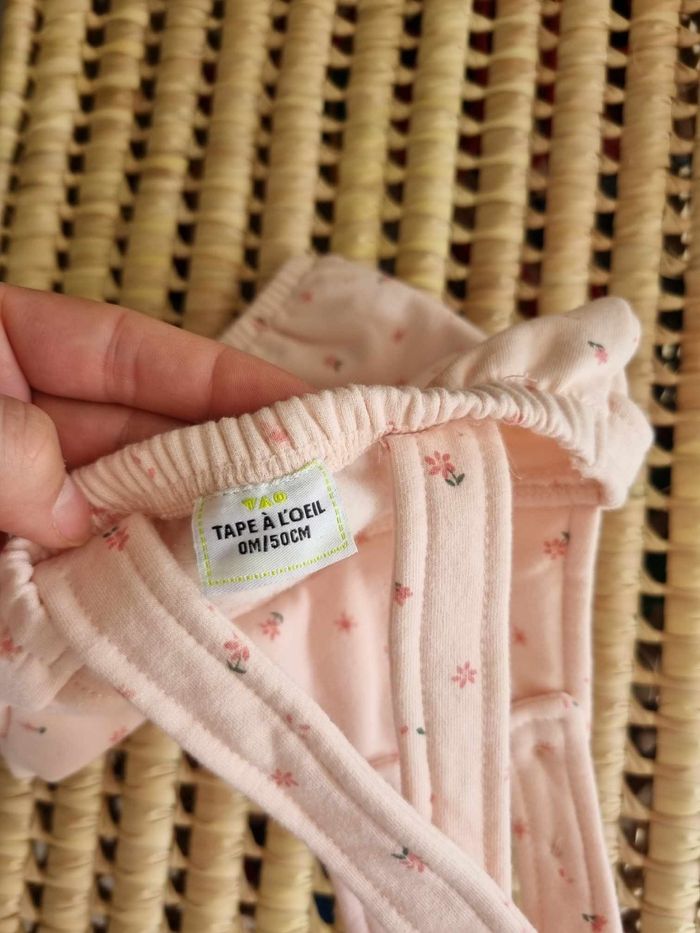 TAO
TAPE À L'OEIL
0M/50CM